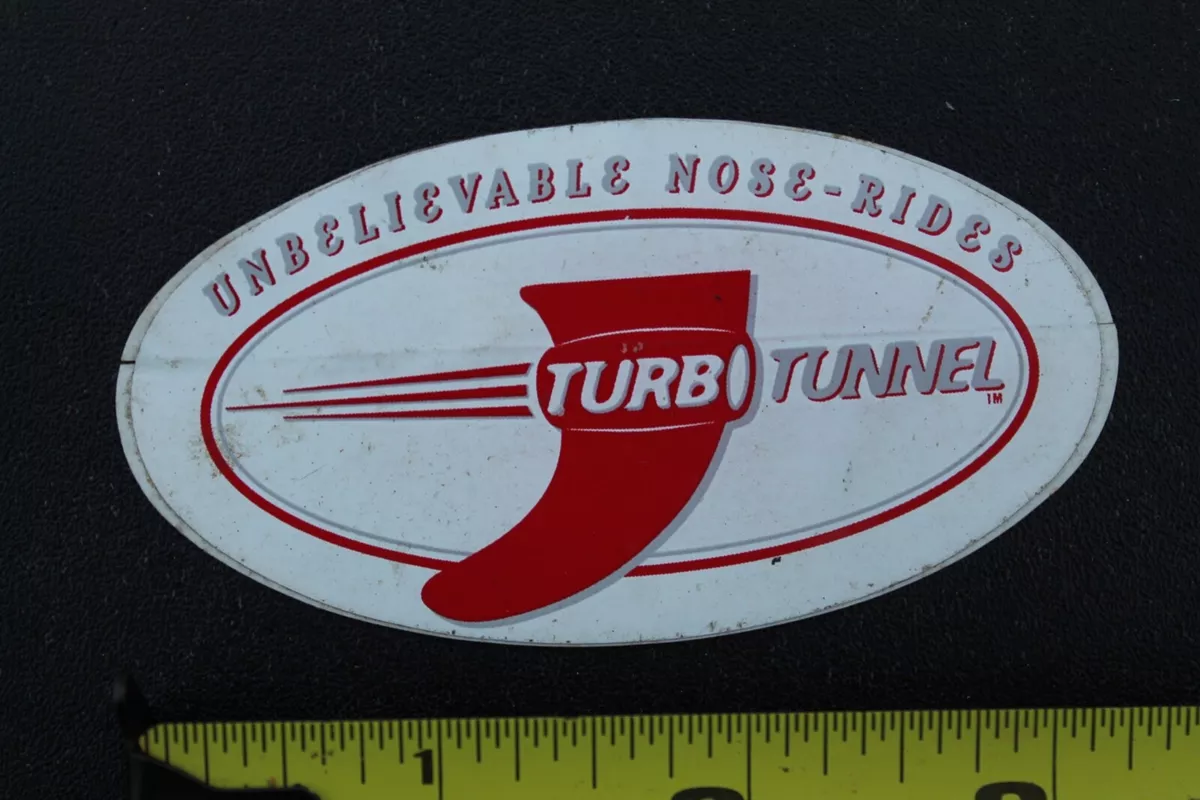 UNBELIEVABLE NOSE-RIDES
TURBO TUNNEL TM
1